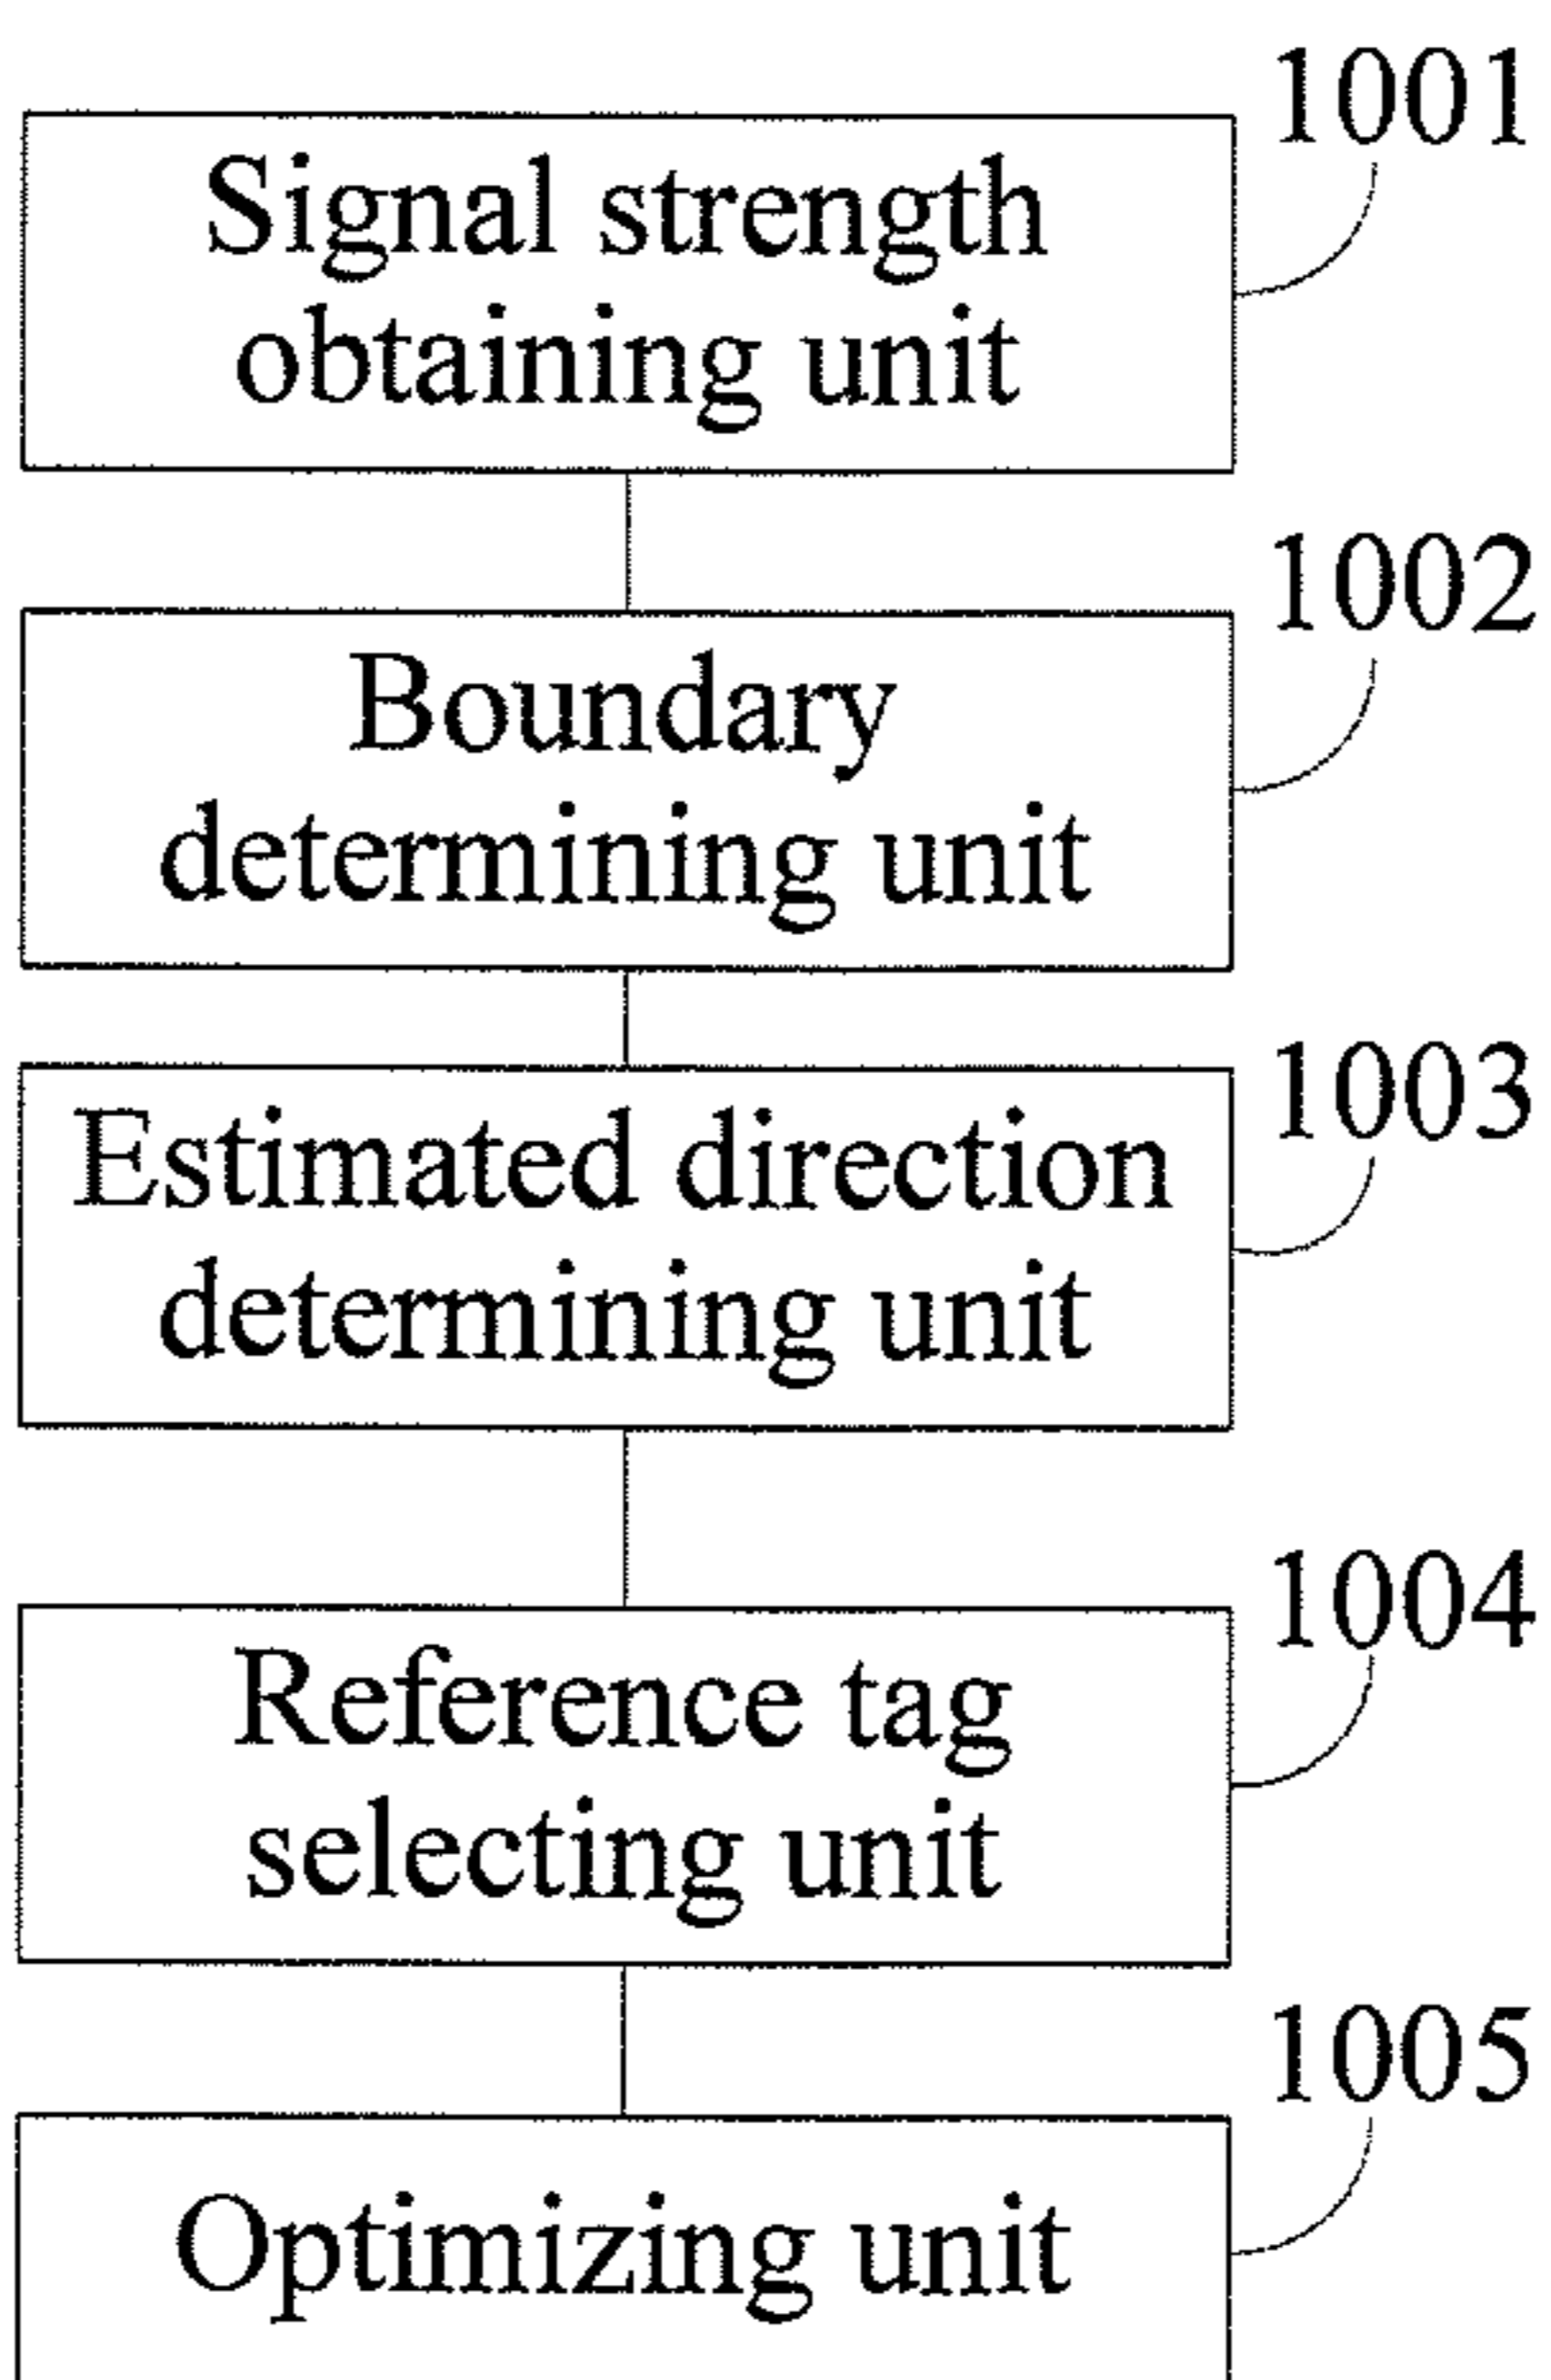 1001
Signal strength
obtaining unit
1002
Boundary
determining unit
1003
Estimated direction
determining unit
1004
Reference tag
selecting unit
1005
Optimizing unit